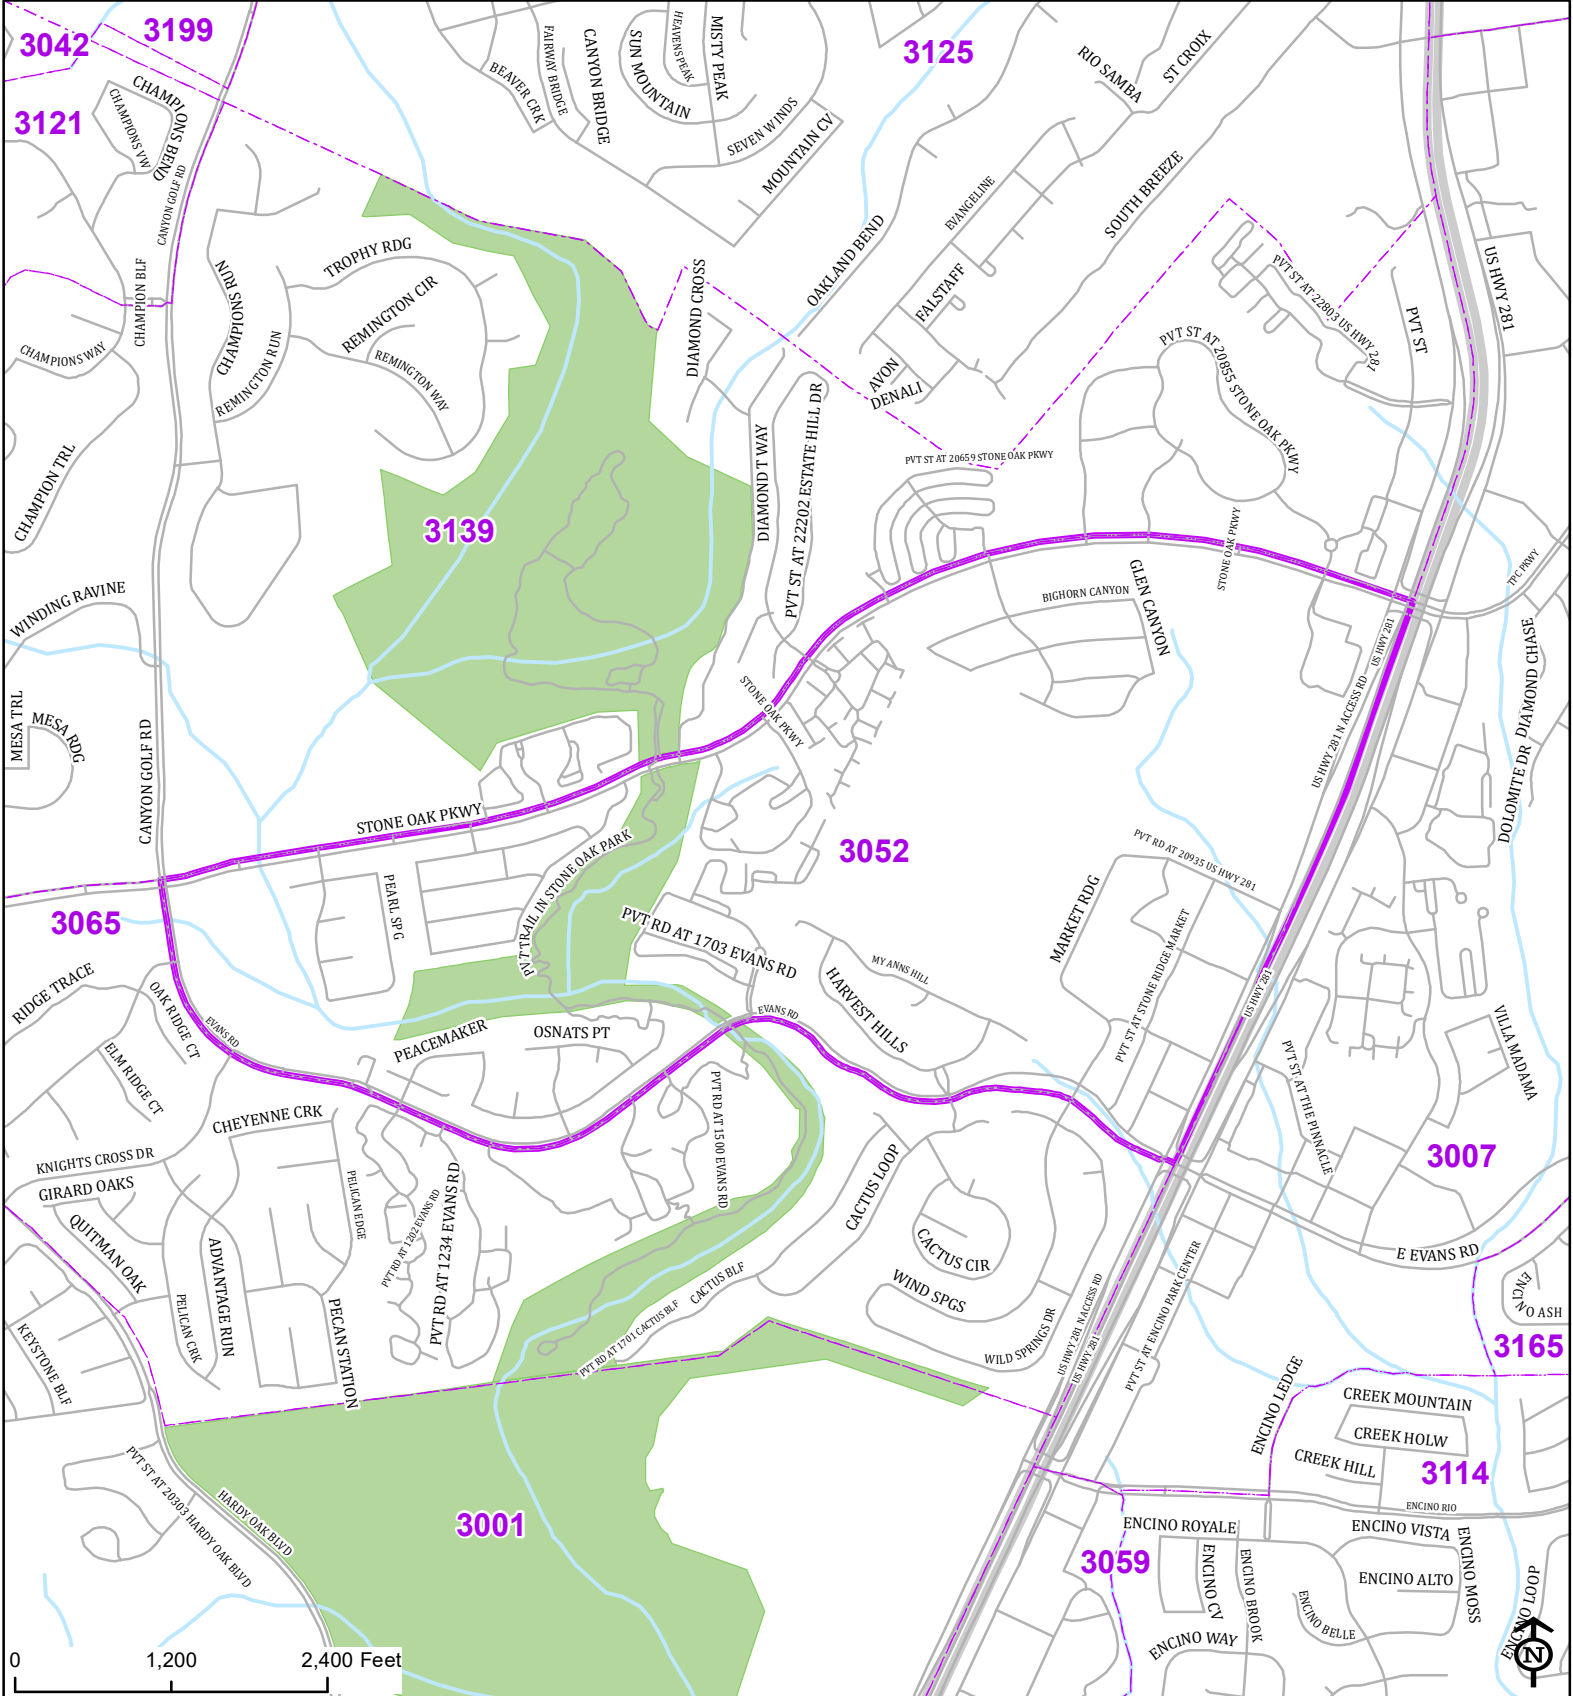 3042
3199
3125
3121
CHAMPIONS BEND
CHAMPIONS VW
CANYON GOLF RD
BEAVER CRK
FAIRWAY BRIDGE
CANYON BRIDGE
SUN MOUNTAIN
HEAVENS PEAK
MISTY PEAK
SEVEN WINDS
MOUNTAIN CV
RIO SAMBA
ST CROIX
EVANGELINE
SOUTH BREEZE
OAKLAND BEND
FALSTAFF
AVON
DENALI
CHAMPION BLF
CHAMPIONS WAY
CHAMPIONS RUN
TROPHY RDG
REMINGTON CIR
REMINGTON WAY
REMINGTON RUN
DIAMOND CROSS
PVT ST AT 22803 US HWY 281
US HWY 281
PVT ST
PVT ST AT 20855 STONE OAK PKWY
PVT ST AT 20659 STONE OAK PKWY
CHAMPION TRL
DIAMOND T WAY
PVT ST AT 22202 ESTATE HILL DR
3139
STONE OAK PKWY
TPC PKWY
GLEN CANYON
BIGHORN CANYON
WINDING RAVINE
US HWY 281
DIAMOND CHASE
MESA TRL
MESA RDG
CANYON GOLF RD
STONE OAK PKWY
US HWY 281 N ACCESS RD
DOLOMITE DR
STONE OAK PKWY
3052
PVT RD AT 20935 US HWY 281
PVT TRAIL IN STONE OAK PARK
PEARL SPG
3065
PVT RD AT 1703 EVANS RD
MARKET RDG
PVT ST AT STONE RIDGE MARKET
MY ANNS HILL
HARVEST HILLS
US HWY 281
RIDGE TRACE
OAK RIDGE CT
EVANS RD
EVANS RD
PEACEMAKER
OSNATS PT
ELM RIDGE CT
VILLA MADAMA
PVT ST AT THE PINNACLE
CHEYENNE CRK
PVT RD AT 1500 EVANS RD
KNIGHTS CROSS DR
GIRARD OAKS
3007
PELICAN EDGE
PVT RD AT 1202 EVANS RD
PVT RD AT 1234 EVANS RD
CACTUS LOOP
CACTUS CIR
QUITMAN OAK
ADVANTAGE RUN
E EVANS RD
WIND SPGS
CACTUS BLF
PVT RD AT 1701 CACTUS BLF
PELICAN CRK
PECAN STATION
KEYSTONE BLF
WILD SPRINGS DR
US HWY 281 N ACCESS RD
US HWY 281
PVT ST AT ENCINO PARK CENTER
ENCINO ASH
3165
ENCINO LEDGE
CREEK MOUNTAIN
CREEK HOLW
CREEK HILL
3114
ENCINO RIO
PVT ST AT 20303 HARDY OAK BLVD
HARDY OAK BLVD
3001
ENCINO ROYALE
ENCINO VISTA
3059
ENCINO CV
ENCINO BROOK
ENCINO ALTO
ENCINO MOSS
ENCINO BELLE
ENCINO LOOP
ENCINO WAY
0 1,200 2,400 Feet
N